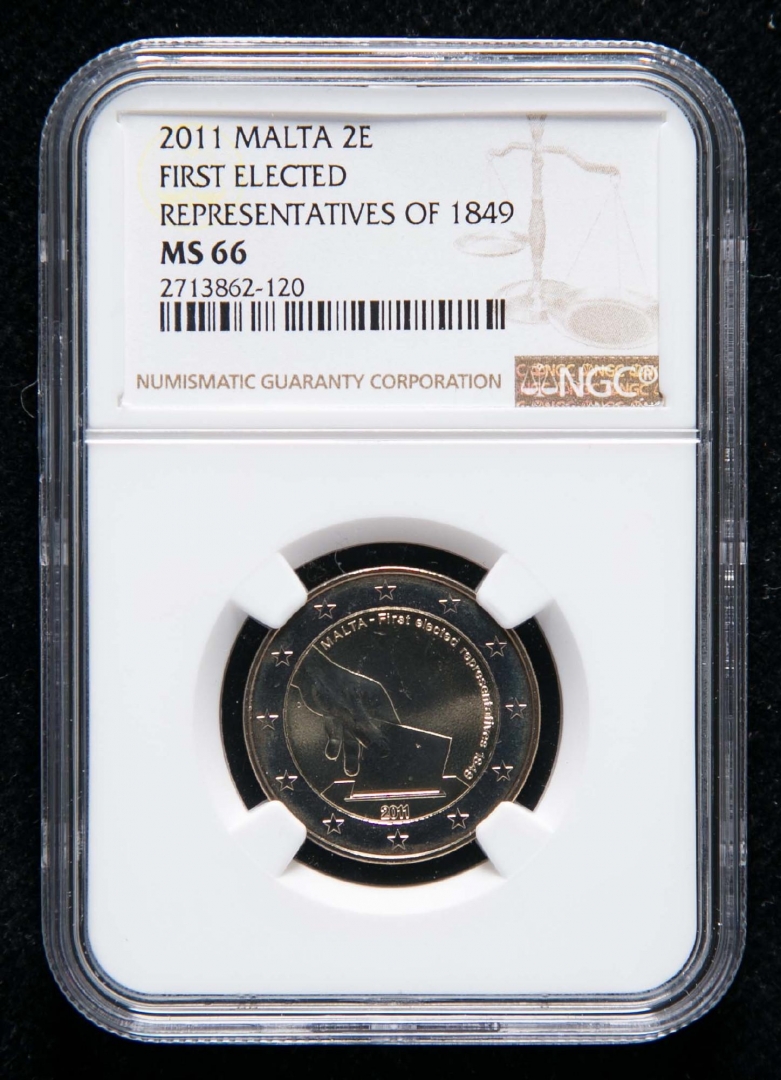 2011 MALTA 2E
FIRST ELECTED
REPRESENTATIVES OF 1849
MS 66
2713862-120
NUMISMATIC GUARANTY CORPORATION
NGC®
MALTA - First elected representatives 1849
2011